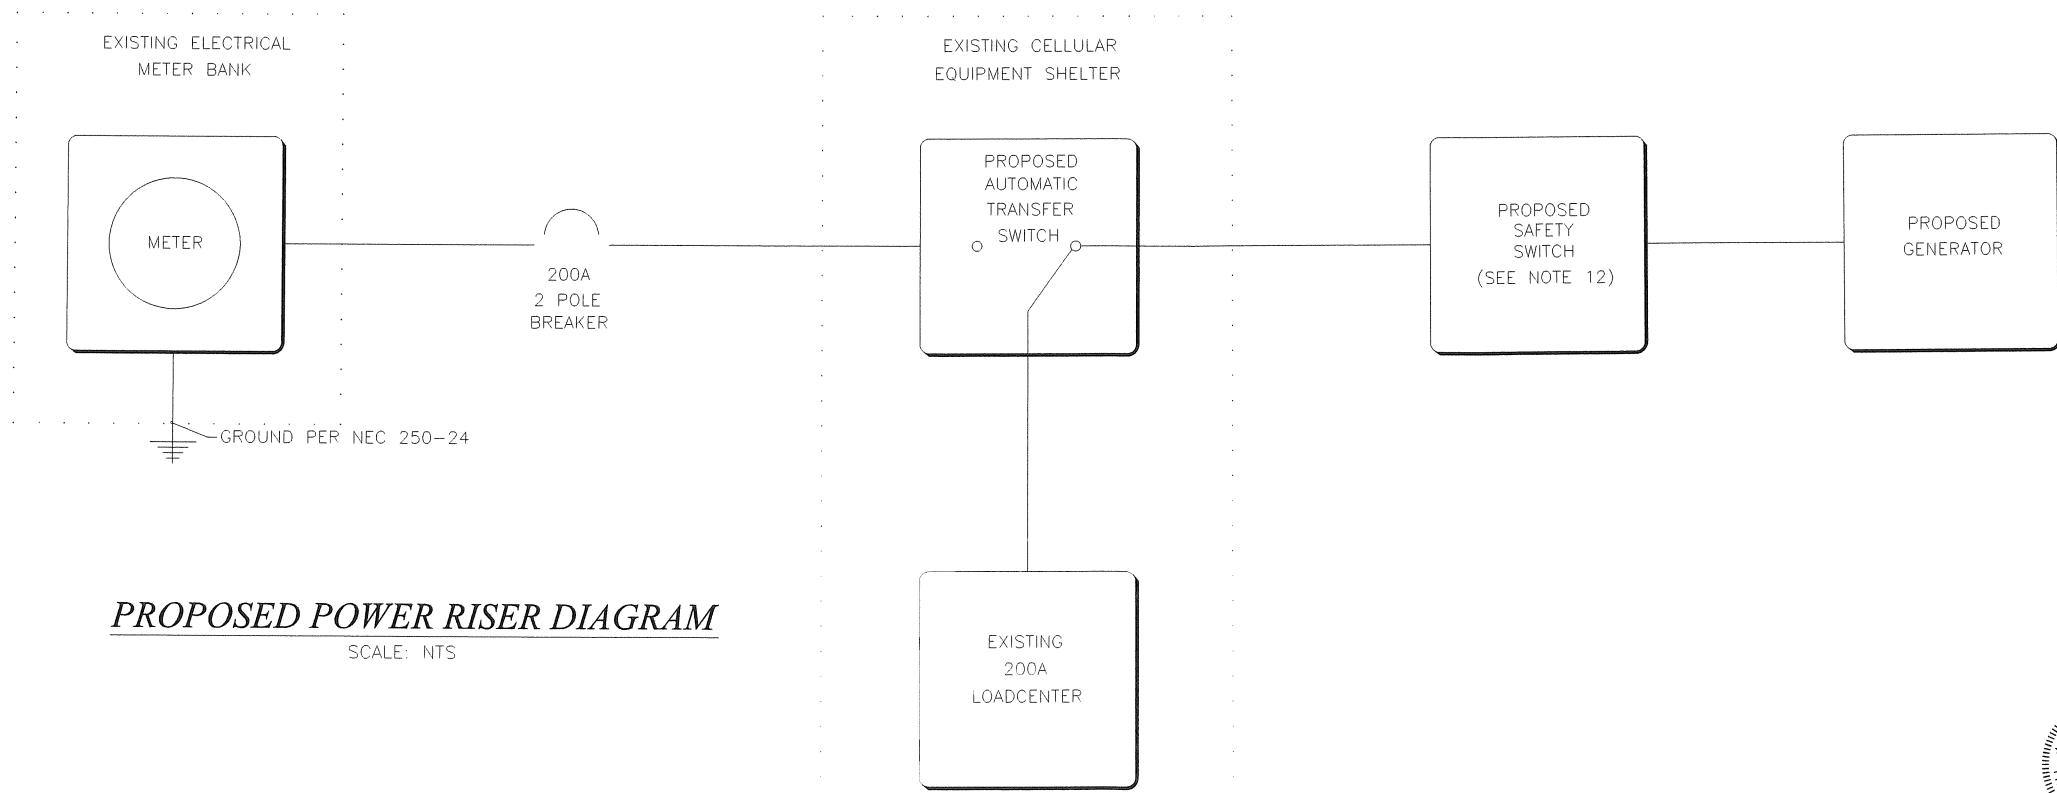 EXISTING ELECTRICAL
METER BANK
METER
GROUND PER NEC 250-24
200A
2 POLE
BREAKER
EXISTING CELLULAR
EQUIPMENT SHELTER
PROPOSED
AUTOMATIC
TRANSFER
SWITCH
PROPOSED
SAFETY
SWITCH
(SEE NOTE 12)
PROPOSED
GENERATOR
EXISTING
200A
LOADCENTER
PROPOSED POWER RISER DIAGRAM
SCALE: NTS